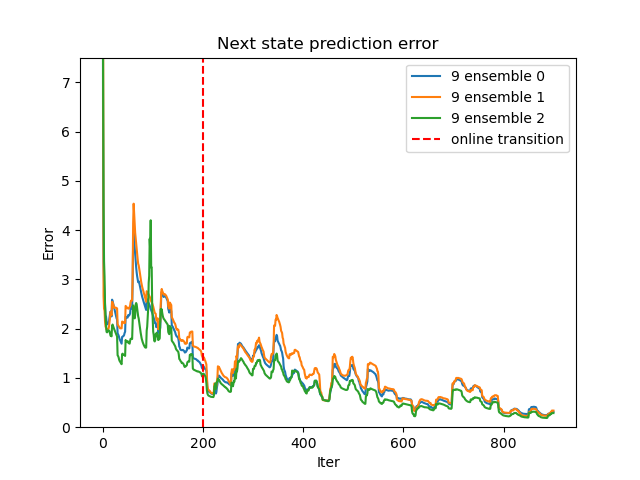 Next state prediction error
9 ensemble 0
9 ensemble 1
9 ensemble 2
online transition
Error
7
6
5
4
3
2
1
0
0 200 400 600 800
Iter